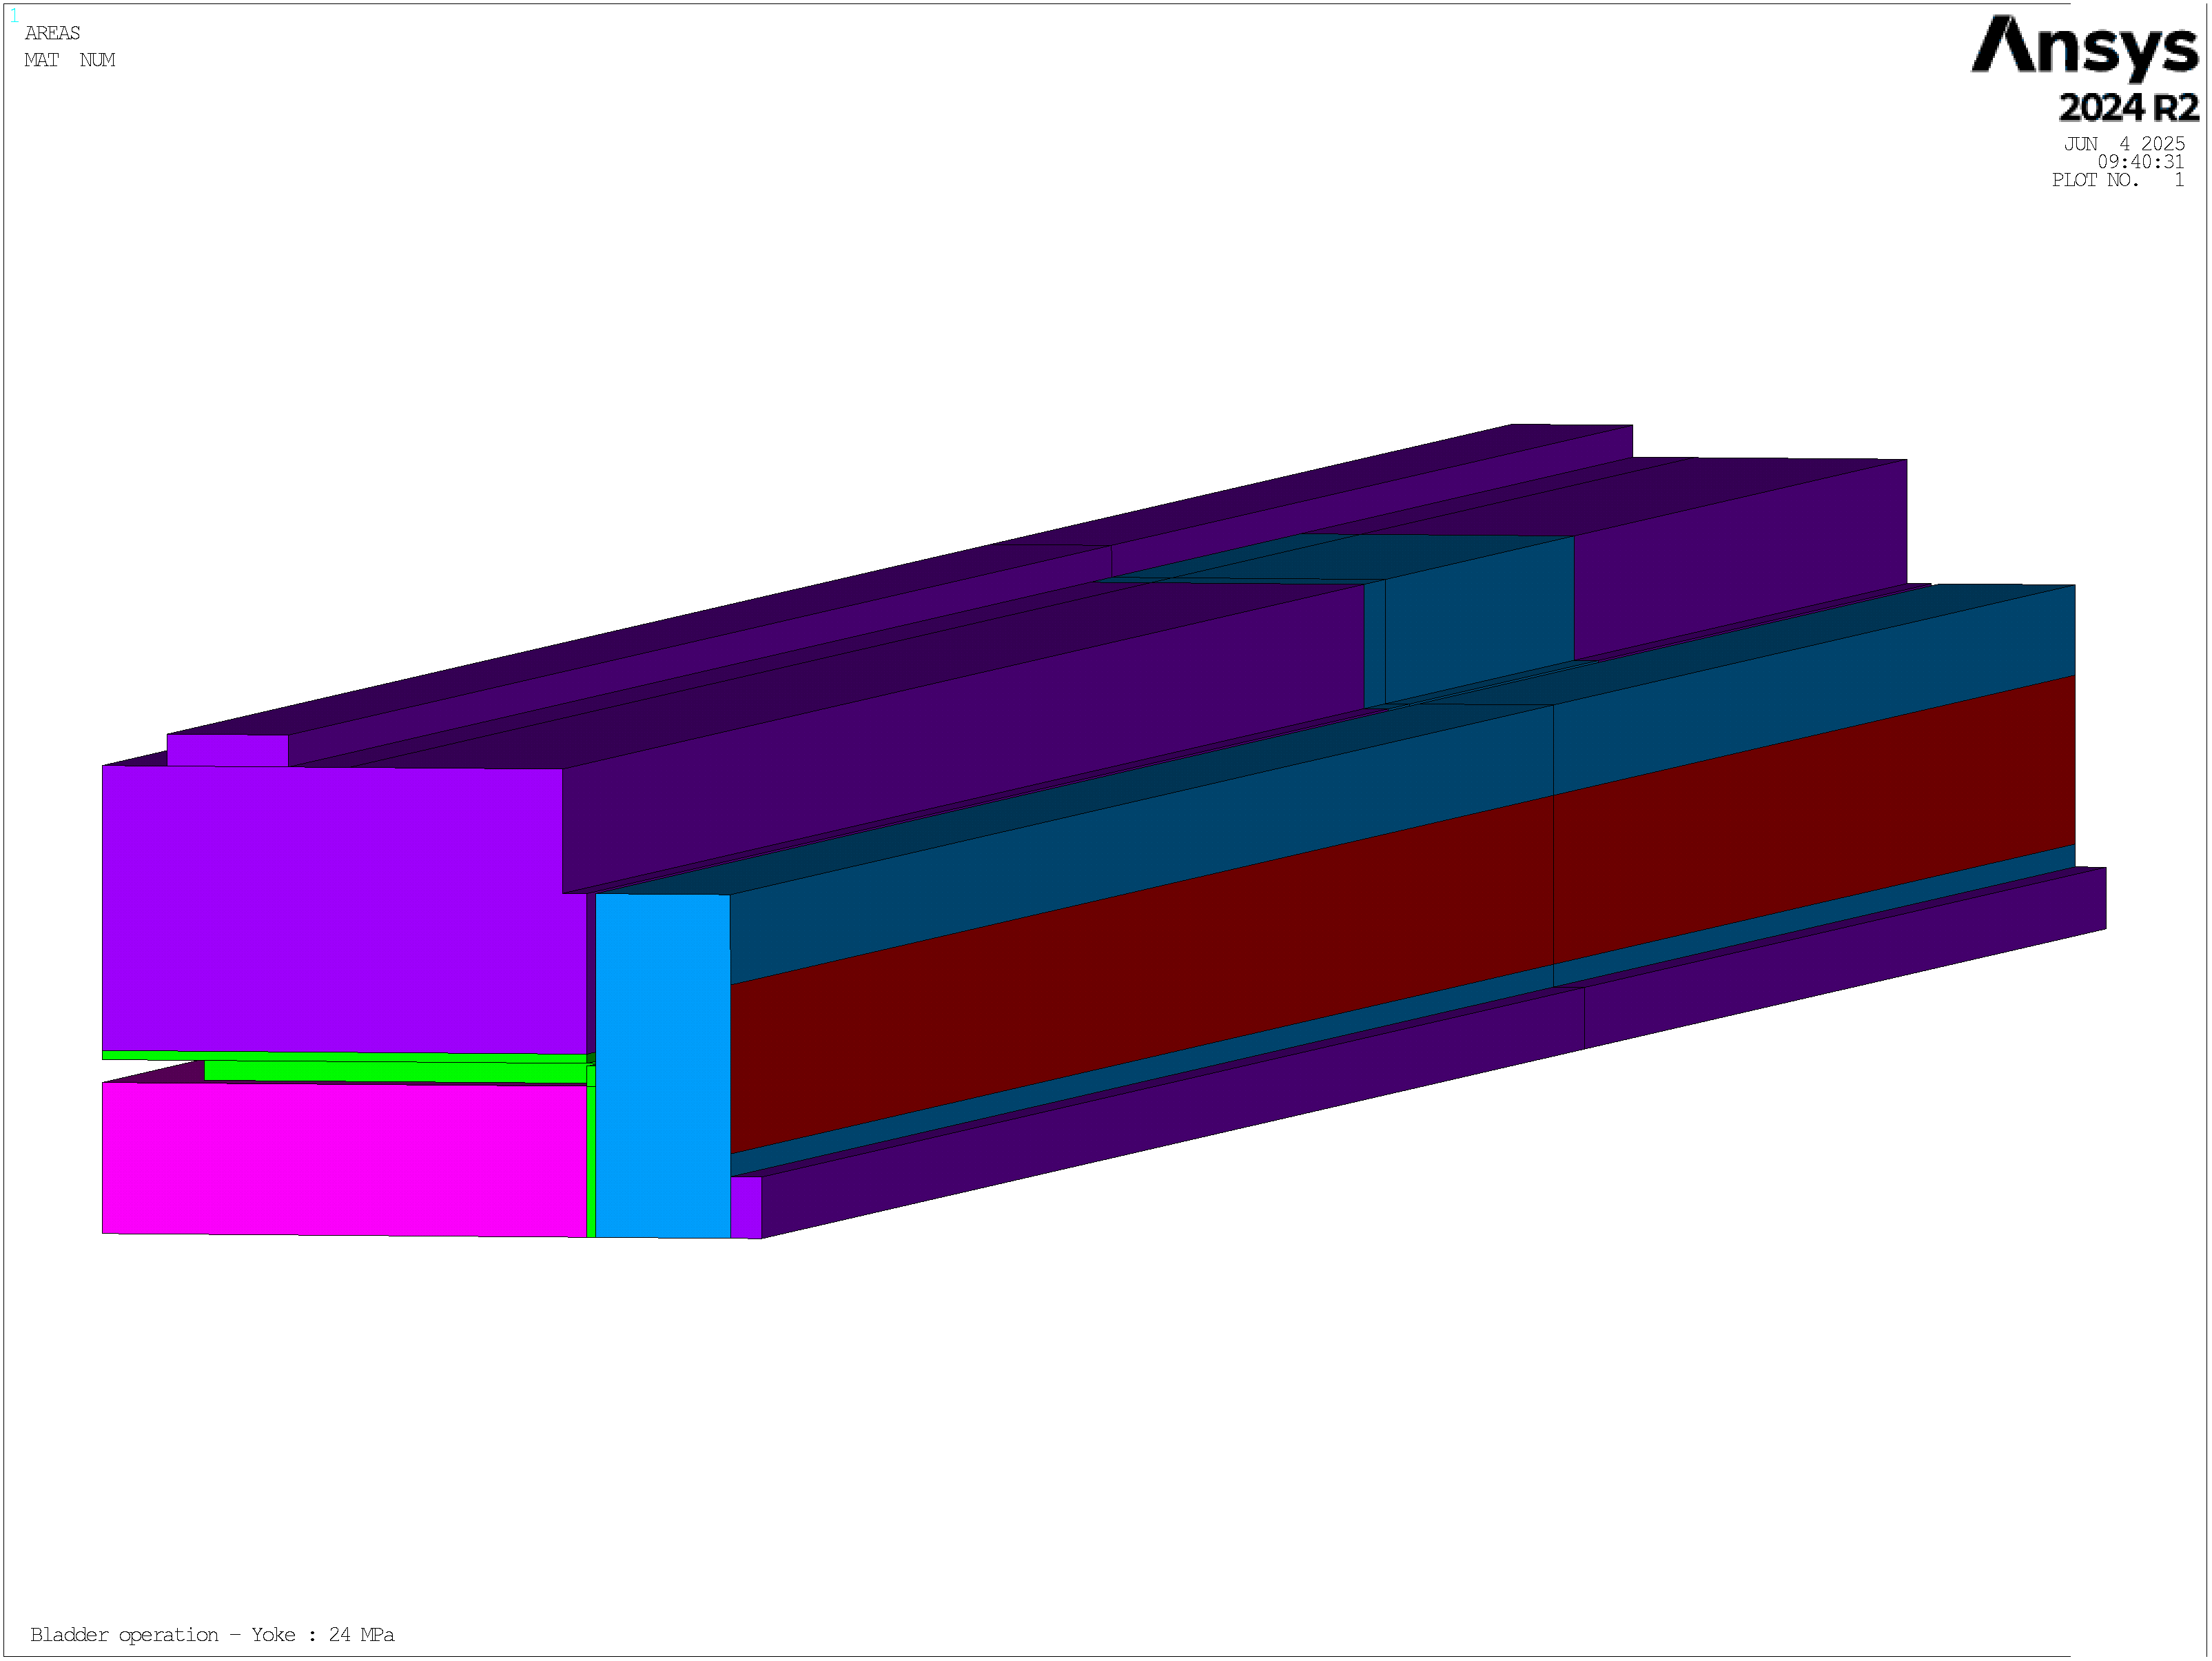 1
AREAS
MAT NUM
Ansys
2024 R2
JUN 4 2025
09:40:31
PLOT NO. 1
Bladder operation - Yoke : 24 MPa